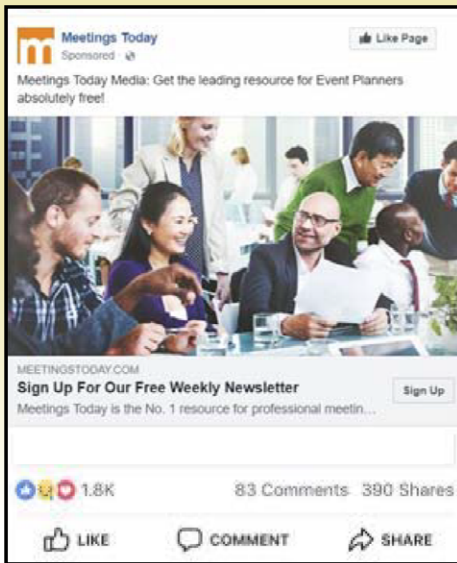 m Meetings Today
Like Page
Sponsored ·
Meetings Today Media: Get the leading resource for Event Planners
absolutely free!
MEETINGSTODAY.COM
Sign Up For Our Free Weekly Newsletter
Sign Up
Meetings Today is the No. 1 resource for professional meetin...
1.8K
83 Comments
390 Shares
LIKE
COMMENT
SHARE